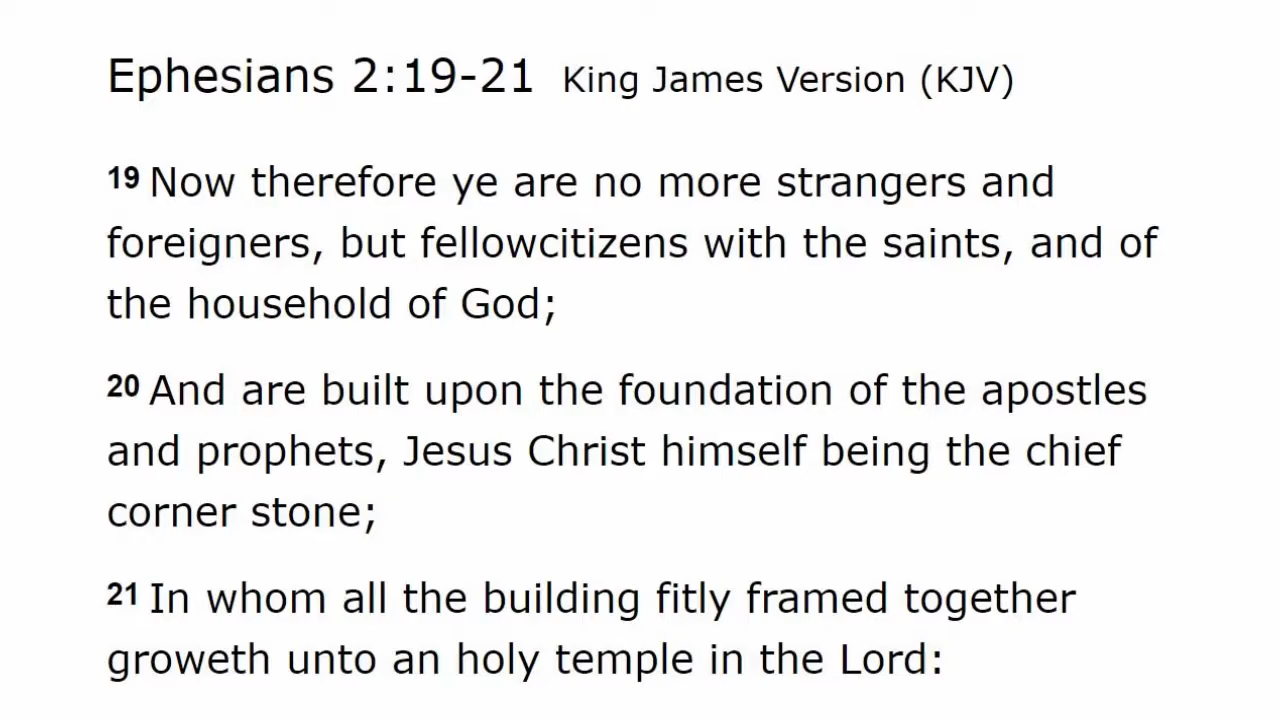 Ephesians 2:19-21 King James Version (KJV)
19 Now therefore ye are no more strangers and
foreigners, but fellowcitizens with the saints, and of
the household of God;
20 And are built upon the foundation of the apostles
and prophets, Jesus Christ himself being the chief
corner stone;
21 In whom all the building fitly framed together
groweth unto an holy temple in the Lord: